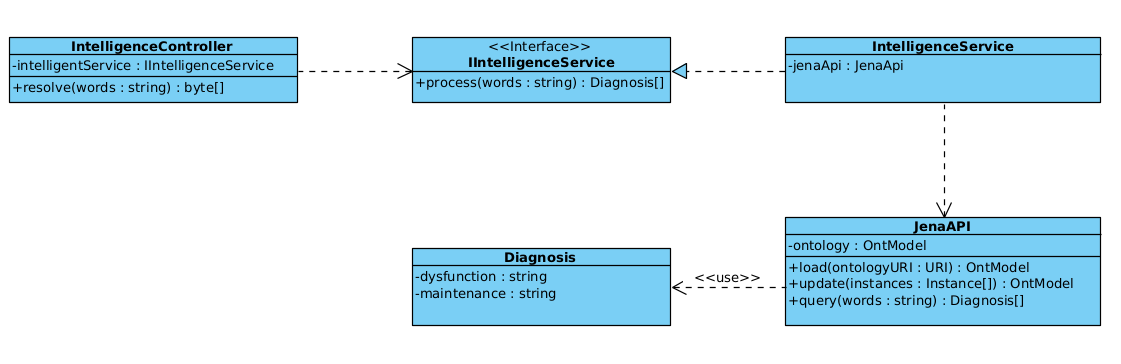 IntelligenceController
-intelligentService : IIntelligenceService
+resolve(words : string) : byte[]
<<Interface>>
IIntelligenceService
+process(words : string) : Diagnosis[]
IntelligenceService
-jenaApi : JenaApi
Diagnosis
-dysfunction : string
-maintenance : string
<<use>>
JenaAPI
-ontology : OntModel
+load(ontologyURI : URI) : OntModel
+update(instances : Instance[]) : OntModel
+query(words : string) : Diagnosis[]